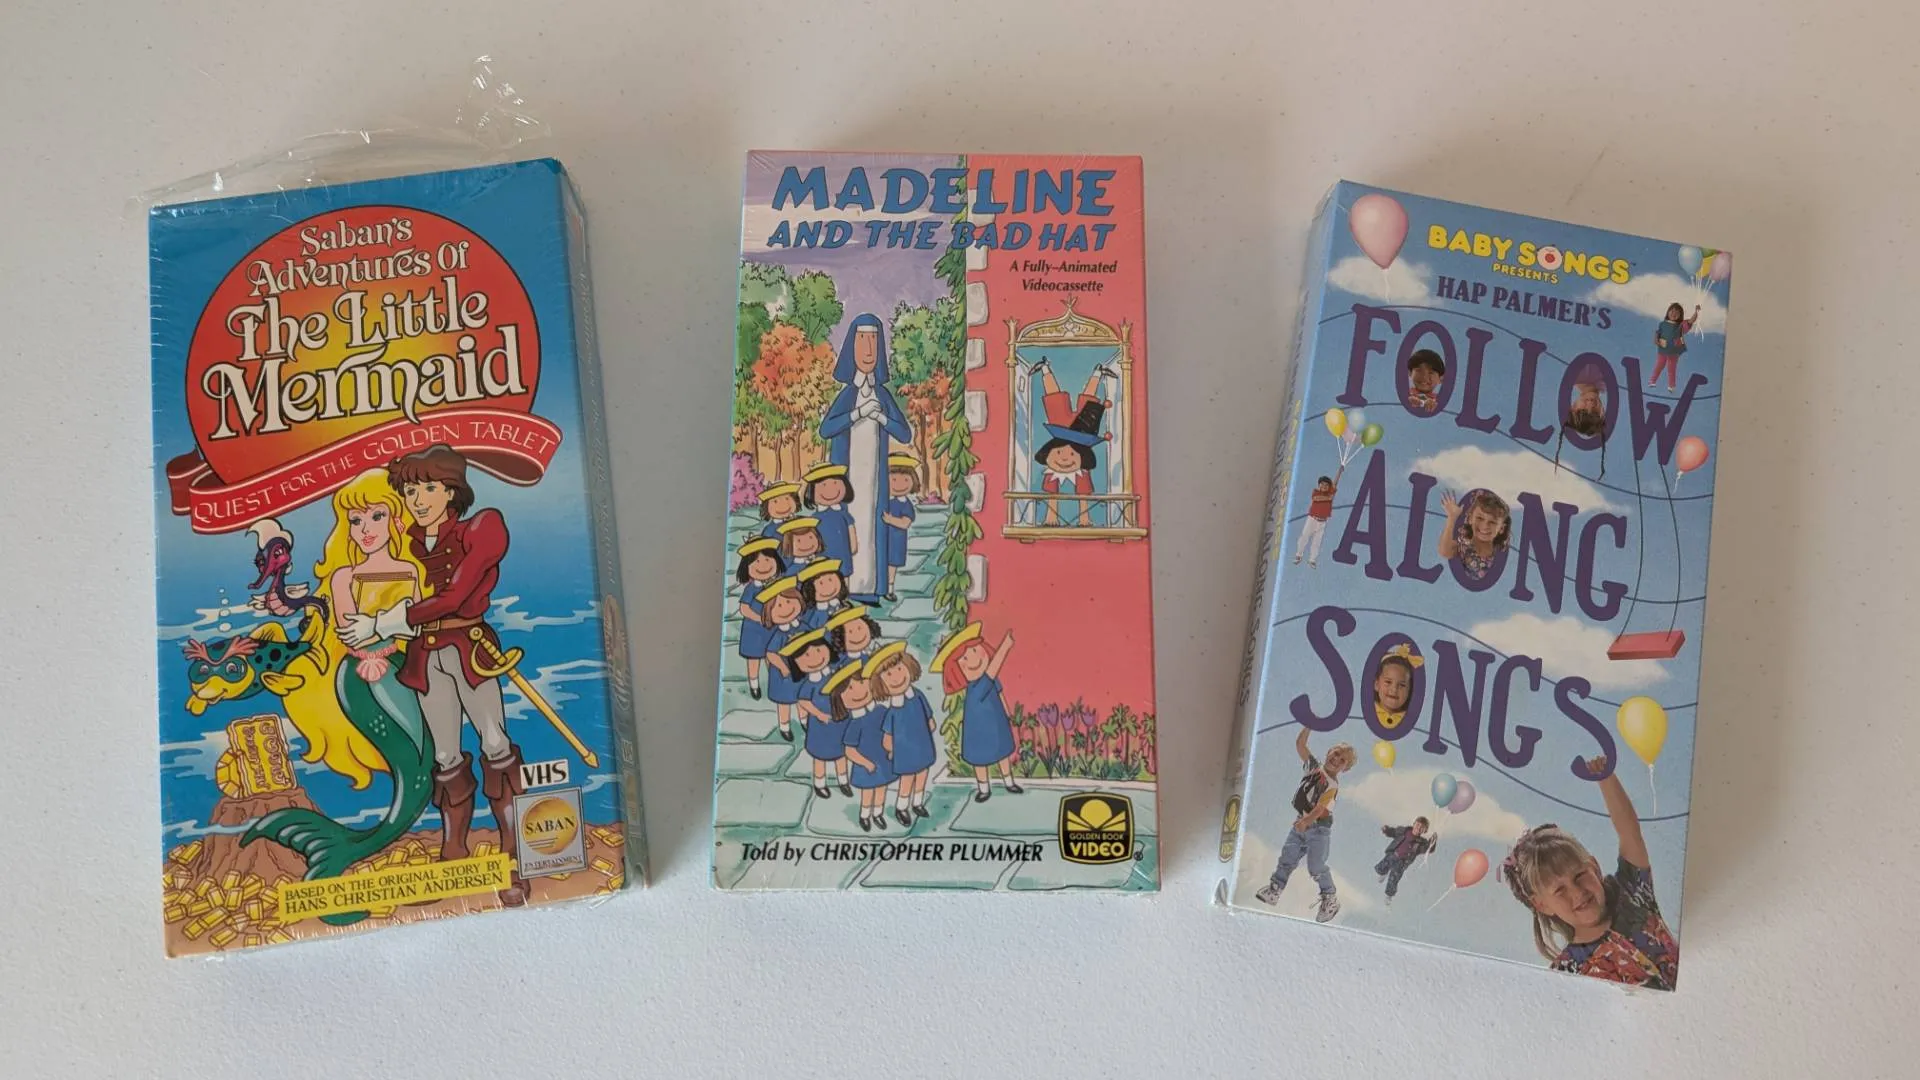 Saban's
Adventures Of
The Little
Mermaid
QUEST FOR THE GOLDEN TABLET
VHS
SABAN
ENTERTAINMENT
BASED ON THE ORIGINAL STORY BY
HANS CHRISTIAN ANDERSEN
MADELINE
AND THE BAD HAT
A Fully-Animated
Videocassette
Told by CHRISTOPHER PLUMMER
GOLDEN BOOK
VIDEO
®
BABY SONGS™
PRESENTS
HAP PALMER'S
FOLLOW
ALONG
SONGS